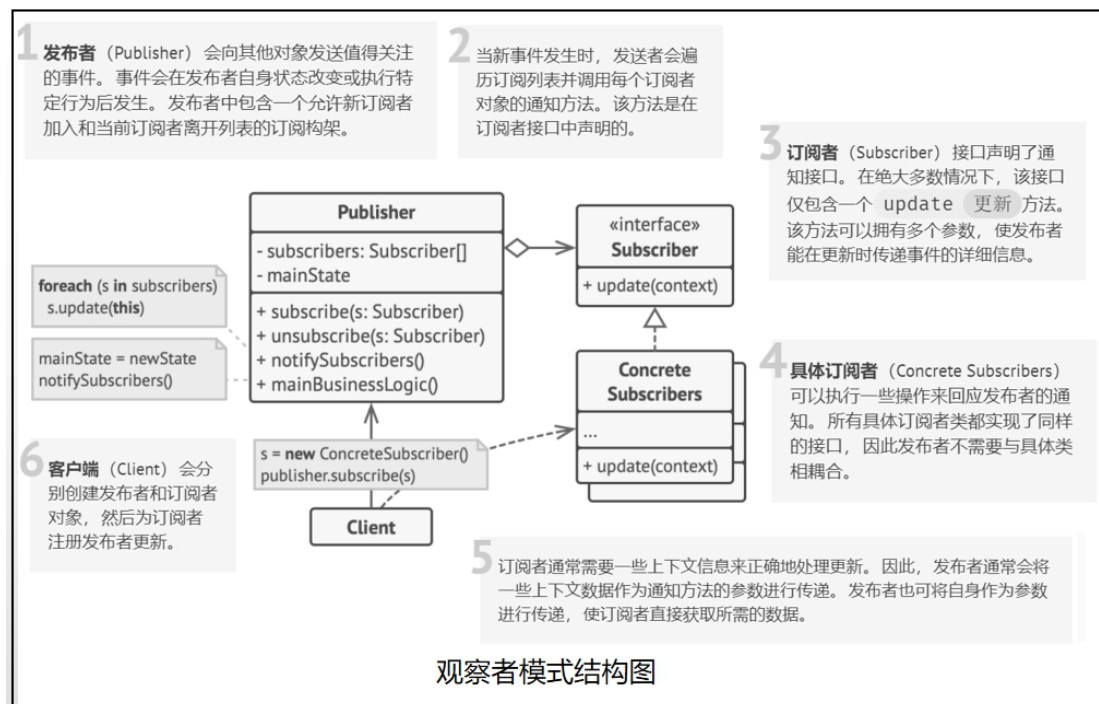 1
发布者（Publisher）会向其他对象发送值得关注
的事件。事件会在发布者自身状态改变或执行特
定行为后发生。发布者中包含一个允许新订阅者
加入和当前订阅者离开列表的订阅构架。
2
当新事件发生时，发送者会遍
历订阅列表并调用每个订阅者
对象的通知方法。该方法是在
订阅者接口中声明的。
3
订阅者（Subscriber）接口声明了通
知接口。在绝大多数情况下，该接口
仅包含一个 update 更新 方法。
该方法可以拥有多个参数，使发布者
能在更新时传递事件的详细信息。
Publisher
- subscribers: Subscriber[]
- mainState
+ subscribe(s: Subscriber)
+ unsubscribe(s: Subscriber)
+ notifySubscribers()
+ mainBusinessLogic()
«interface»
Subscriber
+ update(context)
foreach (s in subscribers)
s.update(this)
mainState = newState
notifySubscribers()
Concrete
Subscribers
...
+ update(context)
4
具体订阅者（Concrete Subscribers）
可以执行一些操作来回应发布者的通
知。所有具体订阅者类都实现了同样
的接口，因此发布者不需要与具体类
相耦合。
s = new ConcreteSubscriber()
publisher.subscribe(s)
Client
6
客户端（Client）会分
别创建发布者和订阅者
对象，然后为订阅者
注册发布者更新。
5
订阅者通常需要一些上下文信息来正确地处理更新。因此，发布者通常会将
一些上下文数据作为通知方法的参数进行传递。发布者也可将自身作为参数
进行传递，使订阅者直接获取所需的数据。
观察者模式结构图